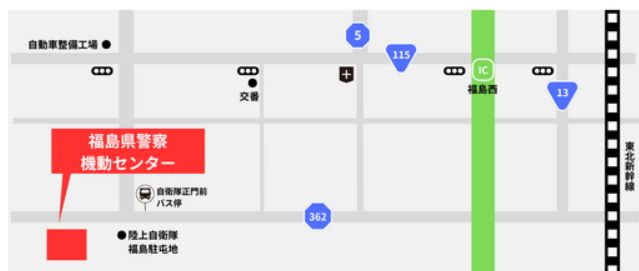 5
自動車整備工場
115
IC
福島西
交番
13
福島県警察
機動センター
東北新幹線
自衛隊正門前
バス停
362
陸上自衛隊
福島駐屯地